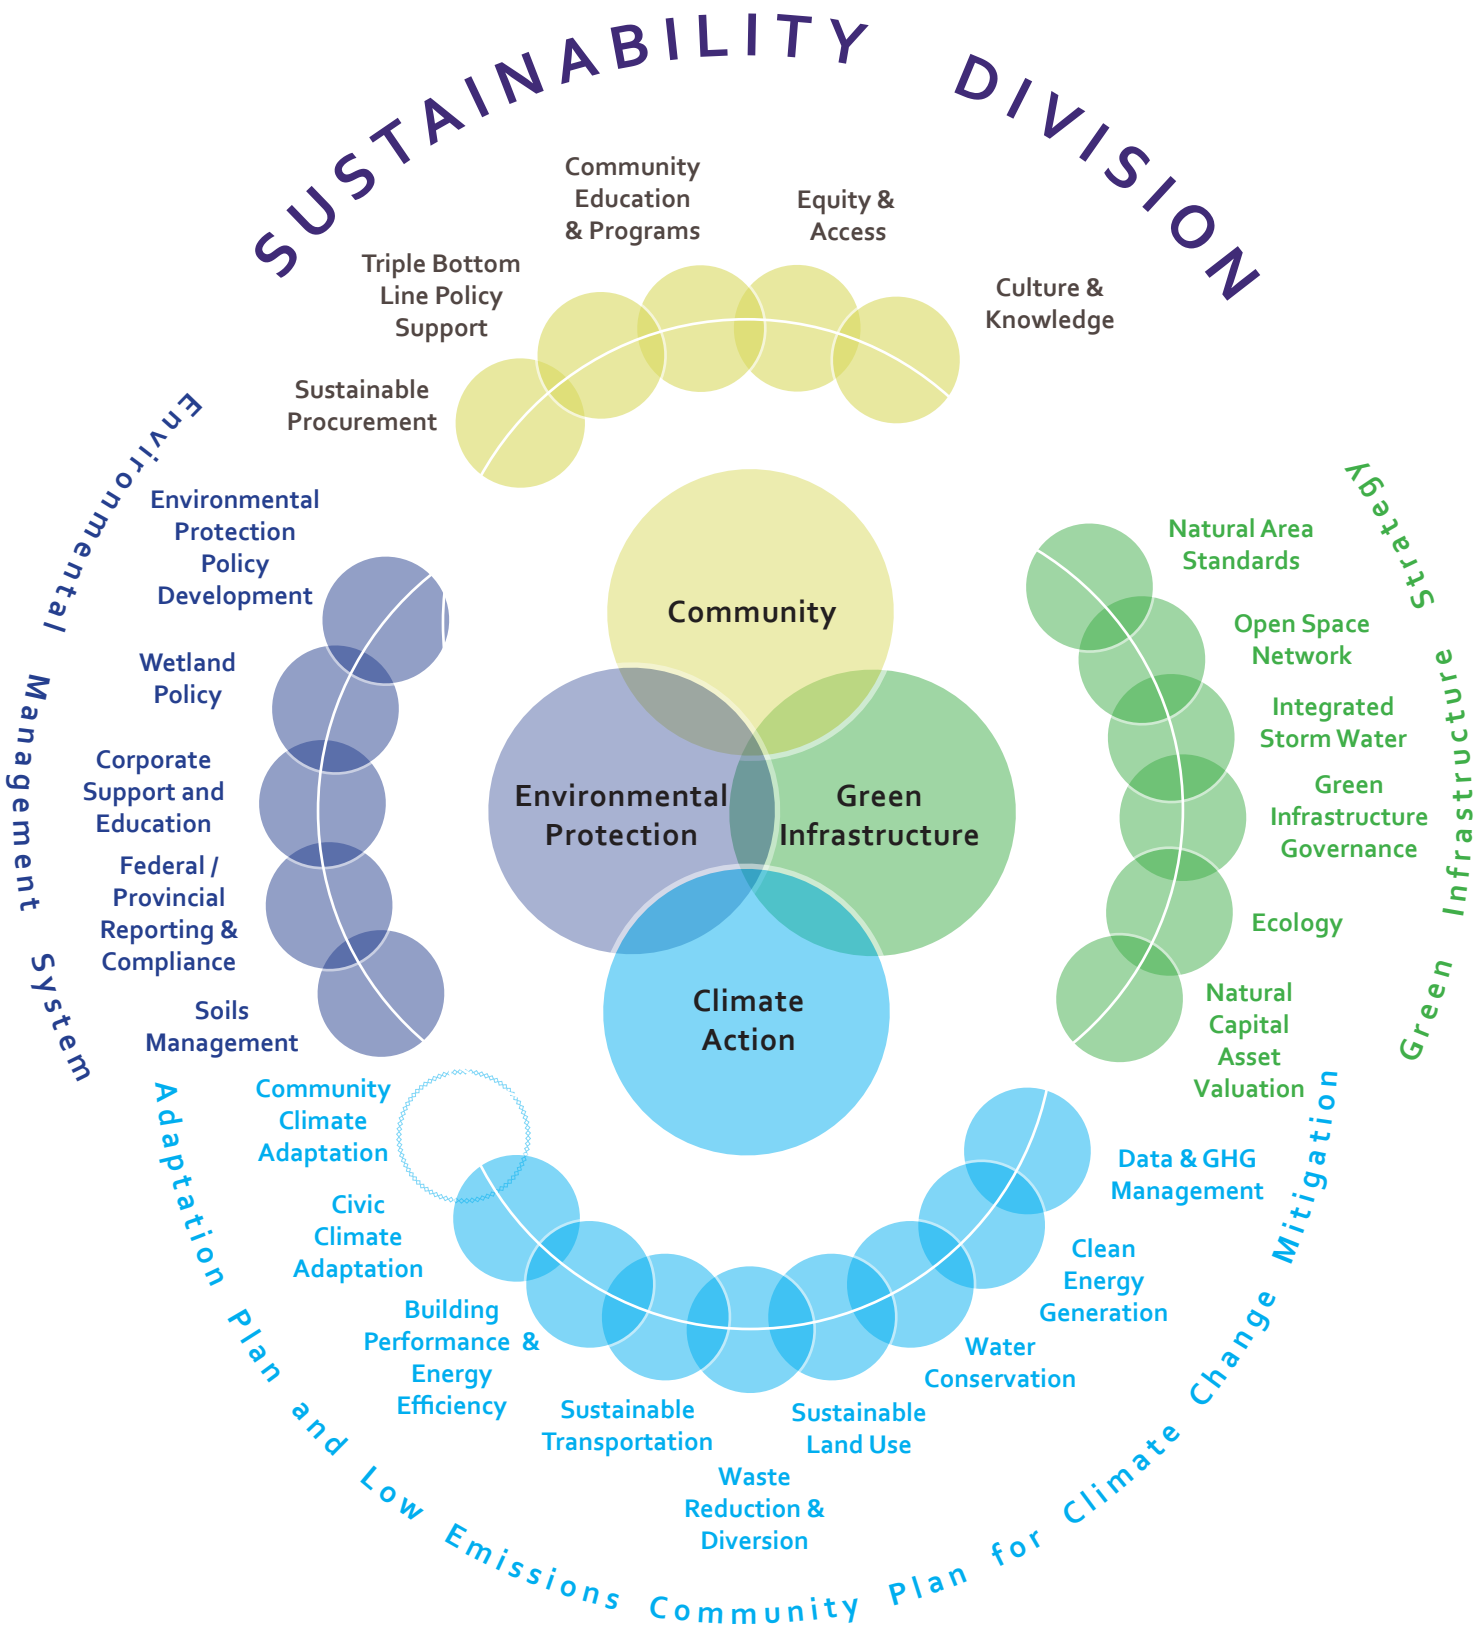 SUSTAINABILITY DIVISION
Community
Education
& Programs
Equity &
Access
Triple Bottom
Line Policy
Support
Culture &
Knowledge
Sustainable
Procurement
Environmental Management System
Environmental
Protection
Policy
Development
Wetland
Policy
Corporate
Support and
Education
Federal /
Provincial
Reporting &
Compliance
Soils
Management
Community
Environmental
Protection
Green
Infrastructure
Climate
Action
Green Infrastructure Strategy
Natural Area
Standards
Open Space
Network
Integrated
Storm Water
Green
Infrastructure
Governance
Ecology
Natural
Capital
Asset
Valuation
Community
Climate
Adaptation
Civic
Climate
Adaptation
Building
Performance &
Energy
Efficiency
Sustainable
Transportation
Waste
Reduction &
Diversion
Sustainable
Land Use
Water
Conservation
Clean
Energy
Generation
Data & GHG
Management
Adaptation Plan and Low Emissions Community Plan for Climate Change Mitigation